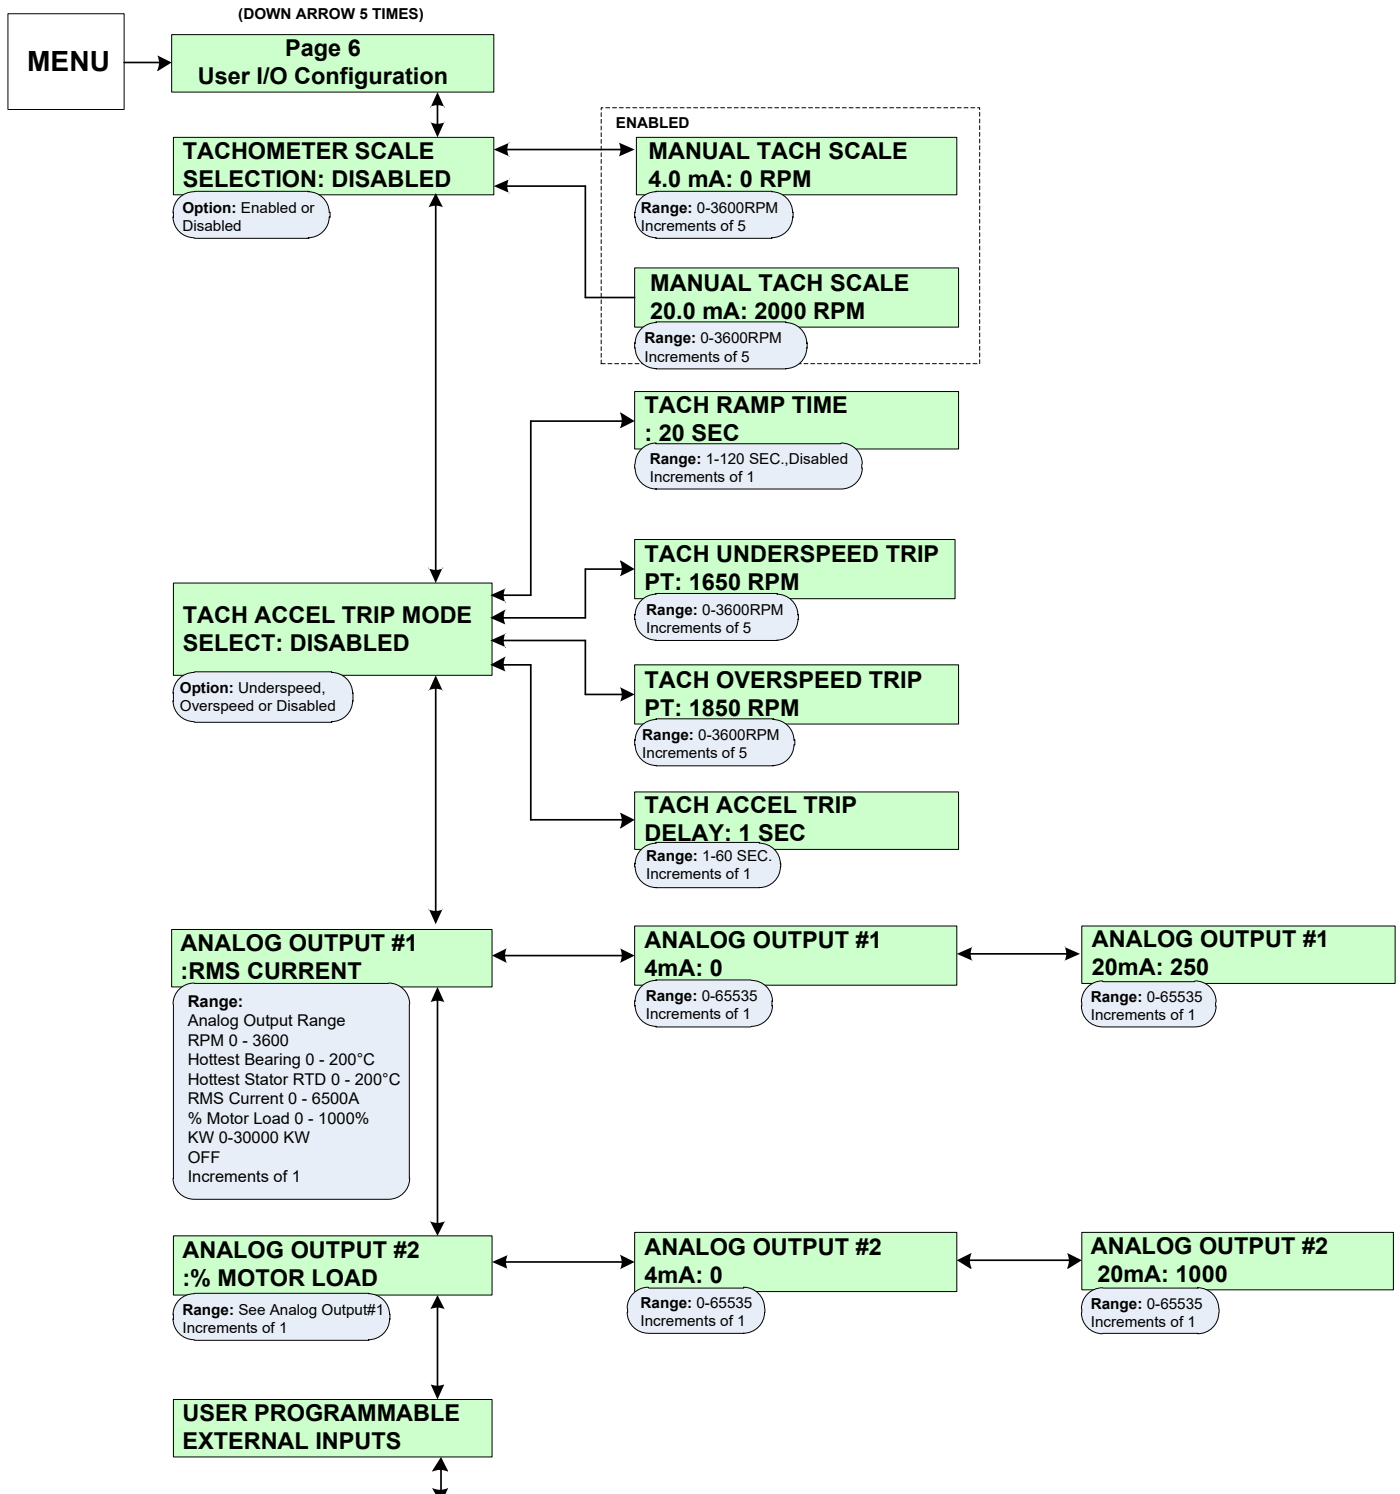 (DOWN ARROW 5 TIMES)
MENU
Page 6
User I/O Configuration
TACHOMETER SCALE
SELECTION: DISABLED
Option: Enabled or
Disabled
ENABLED
MANUAL TACH SCALE
4.0 mA: 0 RPM
Range: 0-3600RPM
Increments of 5
MANUAL TACH SCALE
20.0 mA: 2000 RPM
Range: 0-3600RPM
Increments of 5
TACH RAMP TIME
: 20 SEC
Range: 1-120 SEC.,Disabled
Increments of 1
TACH ACCEL TRIP MODE
SELECT: DISABLED
Option: Underspeed,
Overspeed or Disabled
TACH UNDERSPEED TRIP
PT: 1650 RPM
Range: 0-3600RPM
Increments of 5
TACH OVERSPEED TRIP
PT: 1850 RPM
Range: 0-3600RPM
Increments of 5
TACH ACCEL TRIP
DELAY: 1 SEC
Range: 1-60 SEC.
Increments of 1
ANALOG OUTPUT #1
:RMS CURRENT
Range:
Analog Output Range
RPM 0 - 3600
Hottest Bearing 0 - 200°C
Hottest Stator RTD 0 - 200°C
RMS Current 0 - 6500A
% Motor Load 0 - 1000%
KW 0-30000 KW
OFF
Increments of 1
ANALOG OUTPUT #1
4mA: 0
Range: 0-65535
Increments of 1
ANALOG OUTPUT #1
20mA: 250
Range: 0-65535
Increments of 1
ANALOG OUTPUT #2
:% MOTOR LOAD
Range: See Analog Output#1
Increments of 1
ANALOG OUTPUT #2
4mA: 0
Range: 0-65535
Increments of 1
ANALOG OUTPUT #2
20mA: 1000
Range: 0-65535
Increments of 1
USER PROGRAMMABLE
EXTERNAL INPUTS